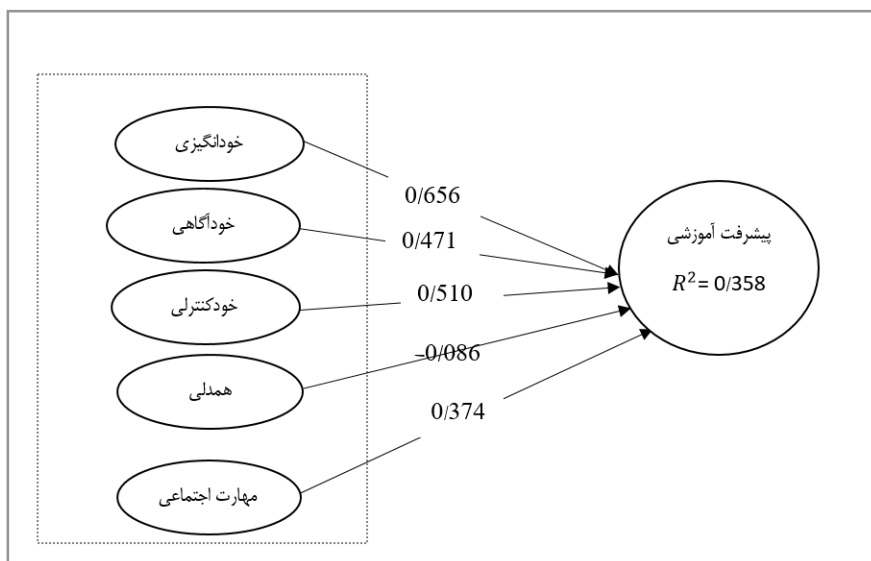 خودانگیزی
خودآگاهی
خودکنترلی
همدلی
مهارت اجتماعی
0/656
0/471
0/510
–0/086
0/374
پیشرفت آموزشی
R²= 0/358